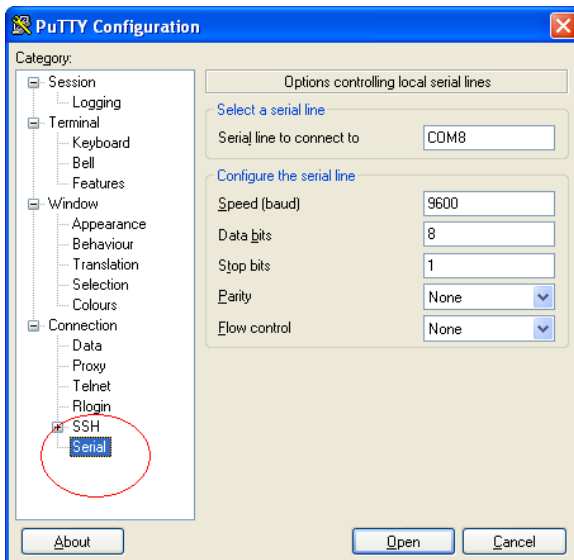 PuTTY Configuration
Category:
Session
Logging
Terminal
Keyboard
Bell
Features
Window
Appearance
Behaviour
Translation
Selection
Colours
Connection
Data
Proxy
Telnet
Rlogin
SSH
Serial
Options controlling local serial lines
Select a serial line
Serial line to connect to COM8
Configure the serial line
Speed (baud) 9600
Data bits 8
Stop bits 1
Parity None
Flow control None
About Open Cancel